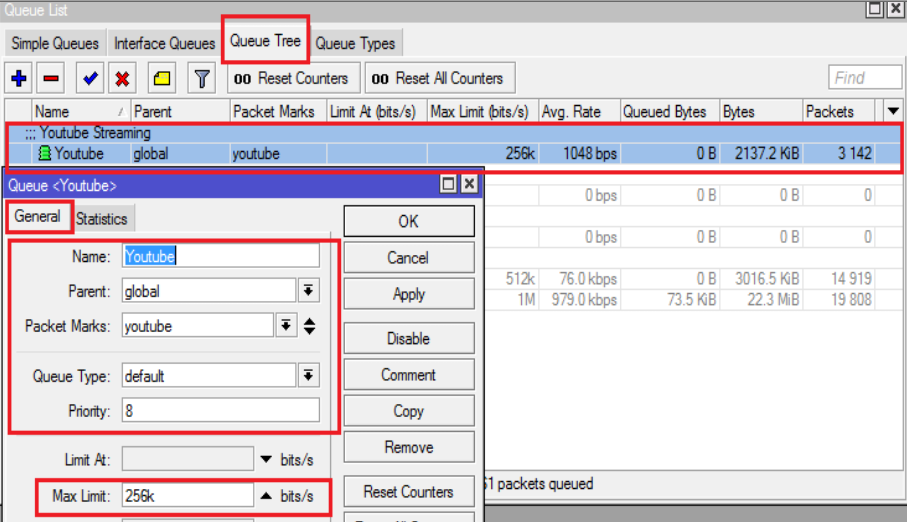 Queue List
Simple Queues Interface Queues Queue Tree Queue Types
00 Reset Counters 00 Reset All Counters Find
Name Parent Packet Marks Limit At (bits/s) Max Limit (bits/s) Avg. Rate Queued Bytes Bytes Packets
::: Youtube Streaming
Youtube global youtube 256k 1048 bps 0 B 2137.2 KiB 3 142
Queue <Youtube>
0 bps 0 B 0 B 0
General Statistics
OK
0 bps 0 B 0 B 0
Name: Youtube
Cancel
512k 76.0 kbps 0 B 3016.5 KiB 14 919
Parent: global
Apply
1M 979.0 kbps 73.5 KiB 22.3 MiB 19 808
Packet Marks: youtube
Disable
Queue Type: default
Comment
Priority: 8
Copy
Remove
Limit At: bits/s
packets queued
Max Limit: 256k bits/s
Reset Counters